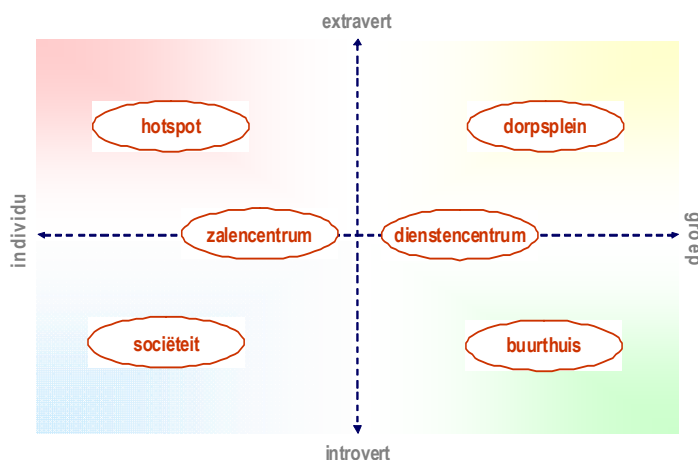 extravert
hotspot
dorpsplein
individu
zalencentrum
dienstencentrum
groep
sociëteit
buurthuis
introvert